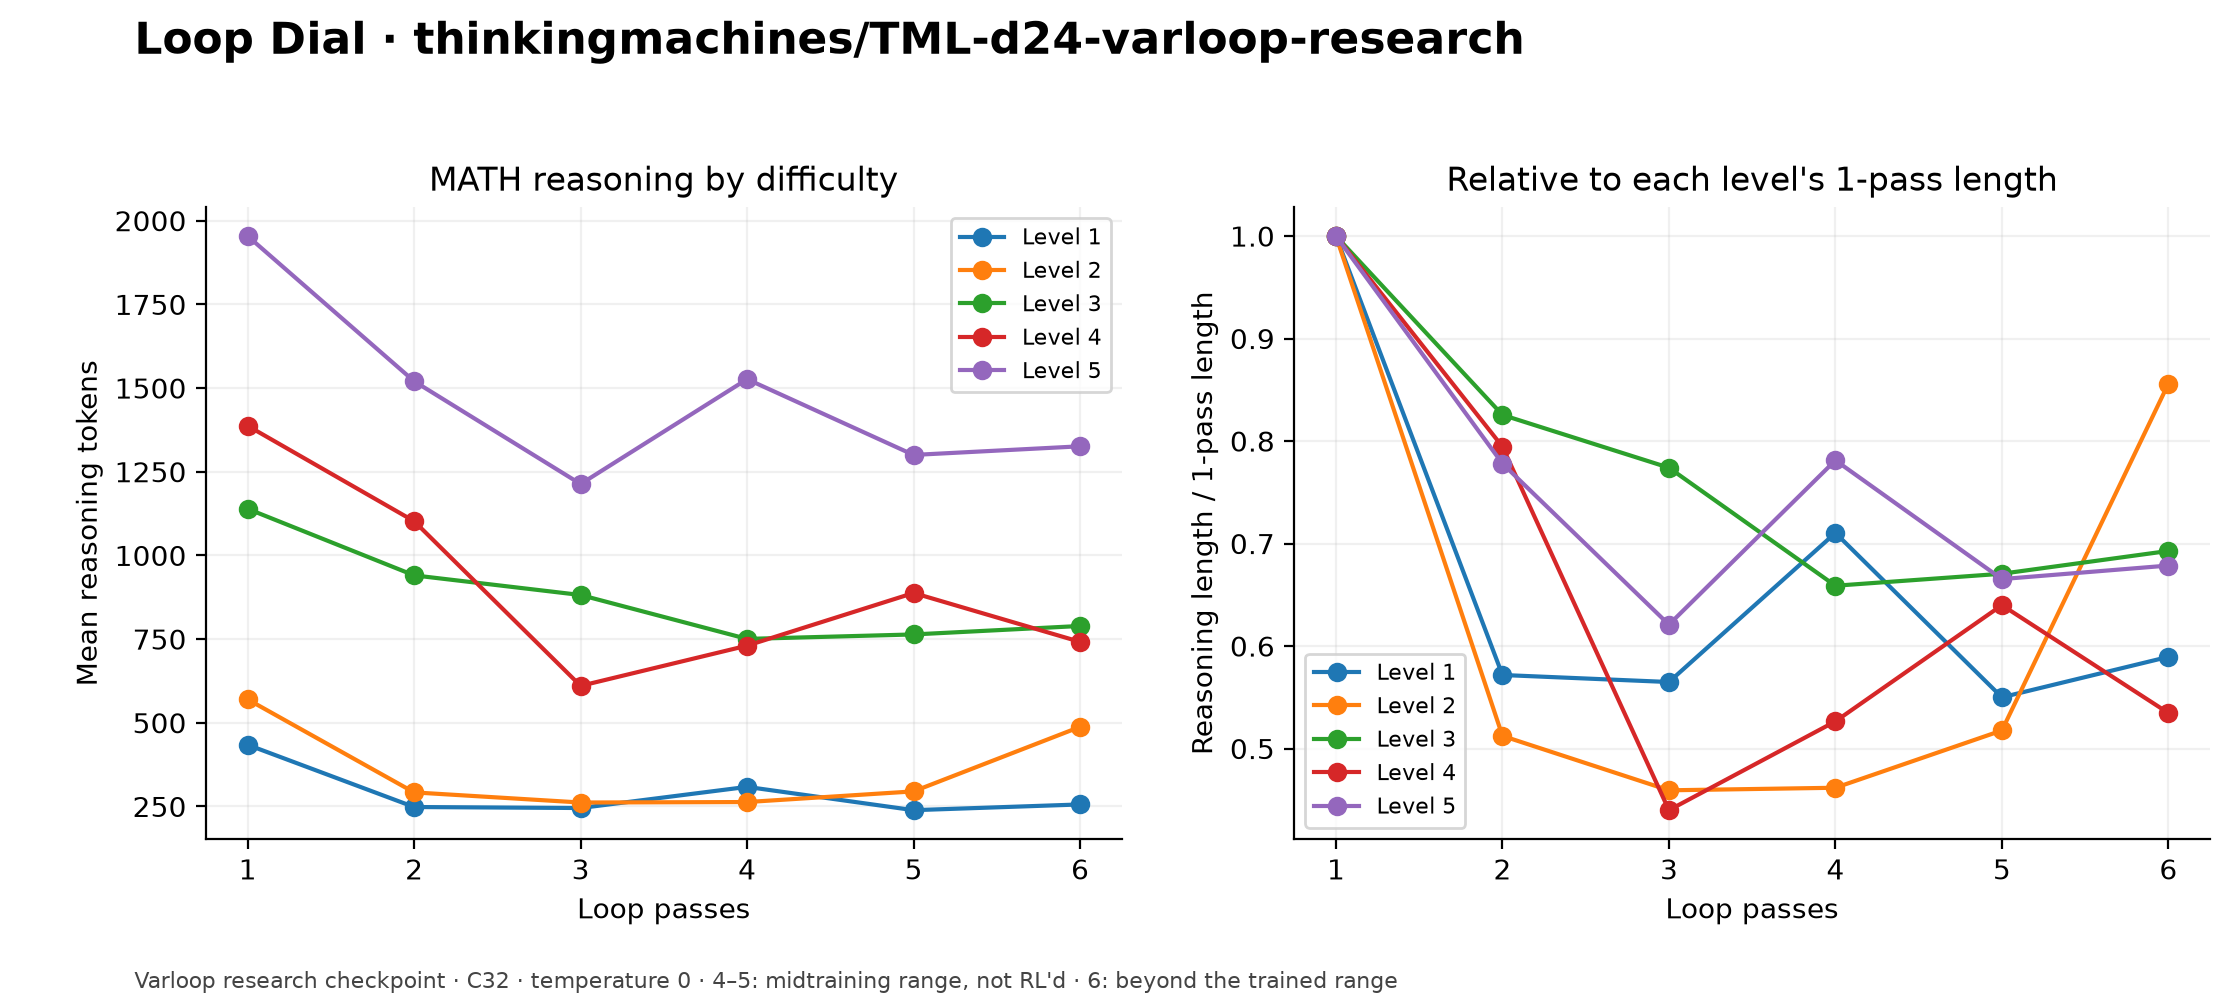 Loop Dial · thinkingmachines/TML-d24-varloop-research
MATH reasoning by difficulty
Mean reasoning tokens
2000
1750
1500
1250
1000
750
500
250
1 2 3 4 5 6
Loop passes
Level 1
Level 2
Level 3
Level 4
Level 5
Relative to each level's 1-pass length
Reasoning length / 1-pass length
1.0
0.9
0.8
0.7
0.6
0.5
1 2 3 4 5 6
Loop passes
Level 1
Level 2
Level 3
Level 4
Level 5
Varloop research checkpoint · C32 · temperature 0 · 4–5: midtraining range, not RL'd · 6: beyond the trained range